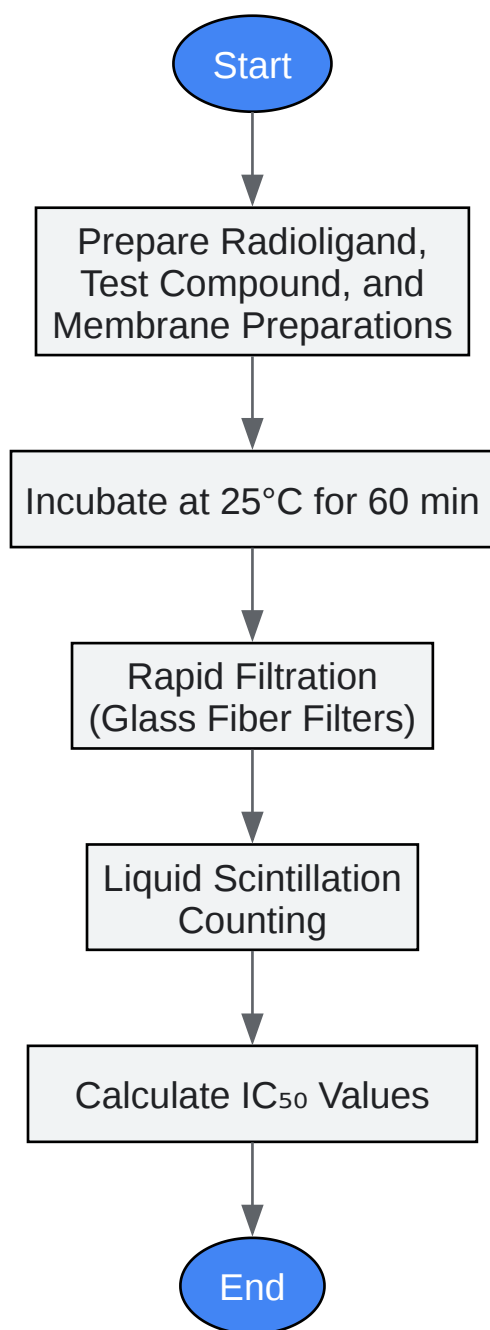 Start
Prepare Radioligand,
Test Compound, and
Membrane Preparations
Incubate at 25°C for 60 min
Rapid Filtration
(Glass Fiber Filters)
Liquid Scintillation
Counting
Calculate IC₅₀ Values
End